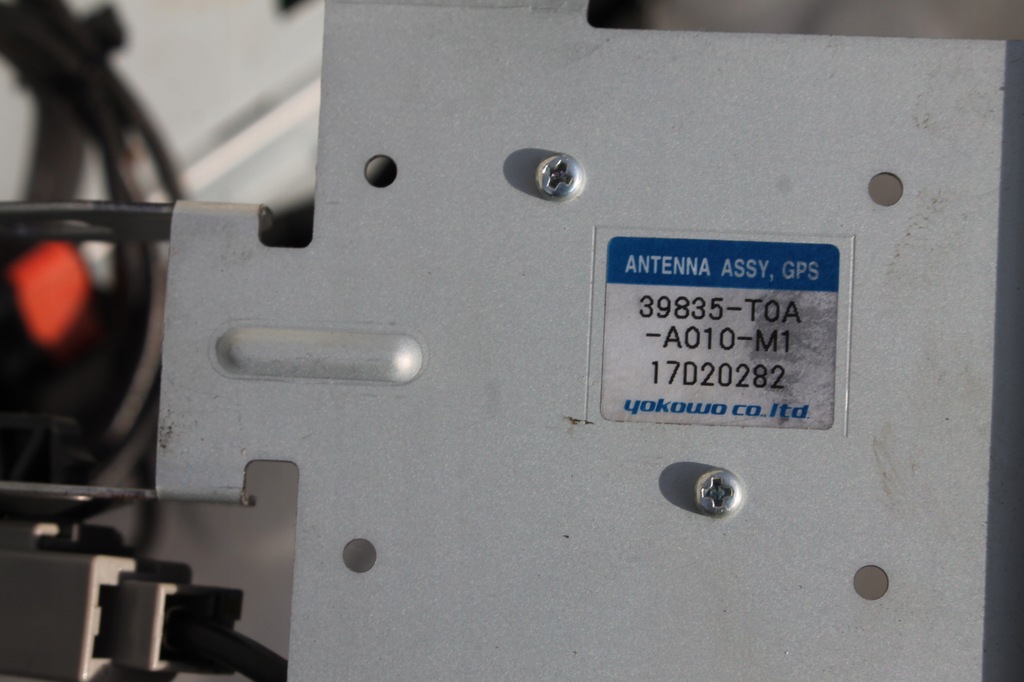 ANTENNA ASSY, GPS
39835-T0A
-A010-M1
17D20282
yokowo co.,ltd.